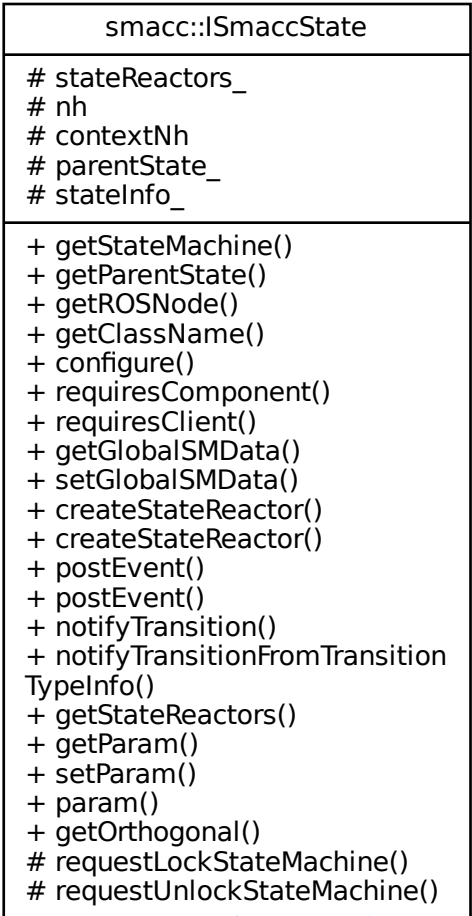 smacc::ISmaccState
# stateReactors_
# nh
# contextNh
# parentState_
# stateInfo_
+ getStateMachine()
+ getParentState()
+ getROSNode()
+ getClassName()
+ configure()
+ requiresComponent()
+ requiresClient()
+ getGlobalSMData()
+ setGlobalSMData()
+ createStateReactor()
+ createStateReactor()
+ postEvent()
+ postEvent()
+ notifyTransition()
+ notifyTransitionFromTransition
TypeInfo()
+ getStateReactors()
+ getParam()
+ setParam()
+ param()
+ getOrthogonal()
# requestLockStateMachine()
# requestUnlockStateMachine()